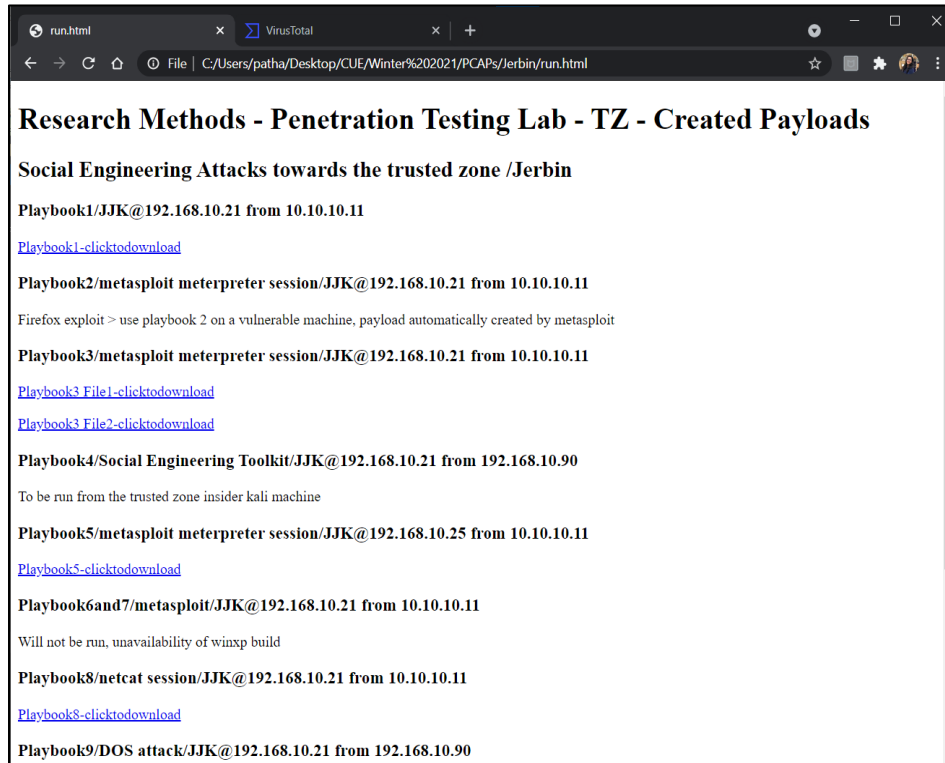 run.html
VirusTotal
File | C:/Users/patha/Desktop/CUE/Winter%202021/PCAPs/Jerbin/run.html
Research Methods - Penetration Testing Lab - TZ - Created Payloads
Social Engineering Attacks towards the trusted zone /Jerbin
Playbook1/JJK@192.168.10.21 from 10.10.10.11
Playbook1-clicktodownload
Playbook2/metasploit meterpreter session/JJK@192.168.10.21 from 10.10.10.11
Firefox exploit > use playbook 2 on a vulnerable machine, payload automatically created by metasploit
Playbook3/metasploit meterpreter session/JJK@192.168.10.21 from 10.10.10.11
Playbook3 File1-clicktodownload
Playbook3 File2-clicktodownload
Playbook4/Social Engineering Toolkit/JJK@192.168.10.21 from 192.168.10.90
To be run from the trusted zone insider kali machine
Playbook5/metasploit meterpreter session/JJK@192.168.10.25 from 10.10.10.11
Playbook5-clicktodownload
Playbook6and7/metasploit/JJK@192.168.10.21 from 10.10.10.11
Will not be run, unavailability of winxp build
Playbook8/netcat session/JJK@192.168.10.21 from 10.10.10.11
Playbook8-clicktodownload
Playbook9/DOS attack/JJK@192.168.10.21 from 192.168.10.90